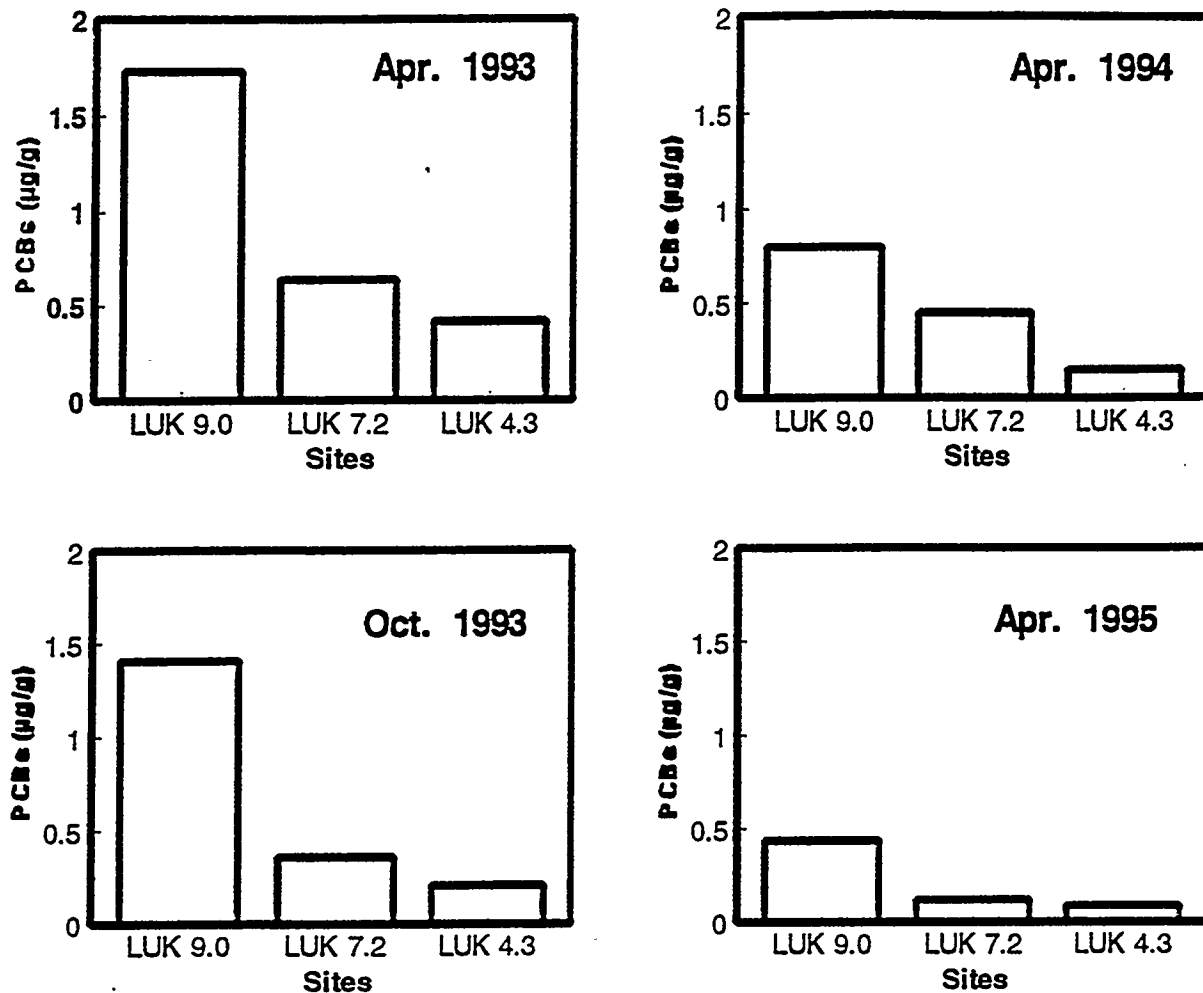 2
Apr. 1993
1.5
1
0.5
0
PCBs (µg/g)
LUK 9.0 LUK 7.2 LUK 4.3
Sites
2
Apr. 1994
1.5
1
0.5
0
PCBs (µg/g)
LUK 9.0 LUK 7.2 LUK 4.3
Sites
2
Oct. 1993
1.5
1
0.5
0
PCBs (µg/g)
LUK 9.0 LUK 7.2 LUK 4.3
Sites
2
Apr. 1995
1.5
1
0.5
0
PCBs (µg/g)
LUK 9.0 LUK 7.2 LUK 4.3
Sites